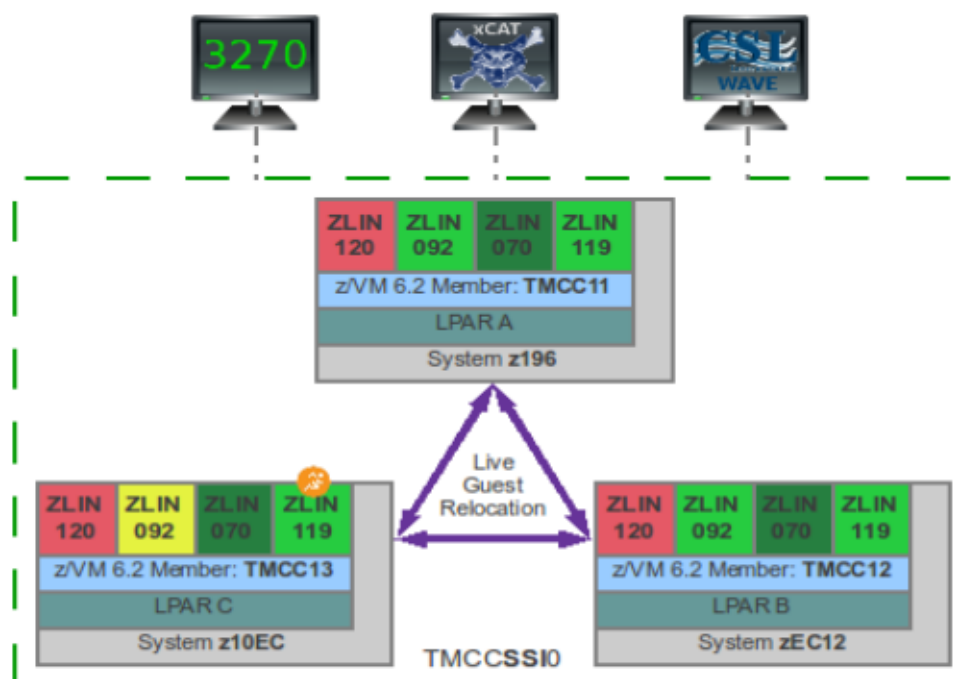 3270
xCAT
CSL
WAVE
ZLIN 120 ZLIN 092 ZLIN 070 ZLIN 119
z/VM 6.2 Member: TMCC11
LPAR A
System z196
Live
Guest
Relocation
ZLIN 120 ZLIN 092 ZLIN 070 ZLIN 119
z/VM 6.2 Member: TMCC13
LPAR C
System z10EC
ZLIN 120 ZLIN 092 ZLIN 070 ZLIN 119
z/VM 6.2 Member: TMCC12
LPAR B
System zEC12
TMCCSSI0